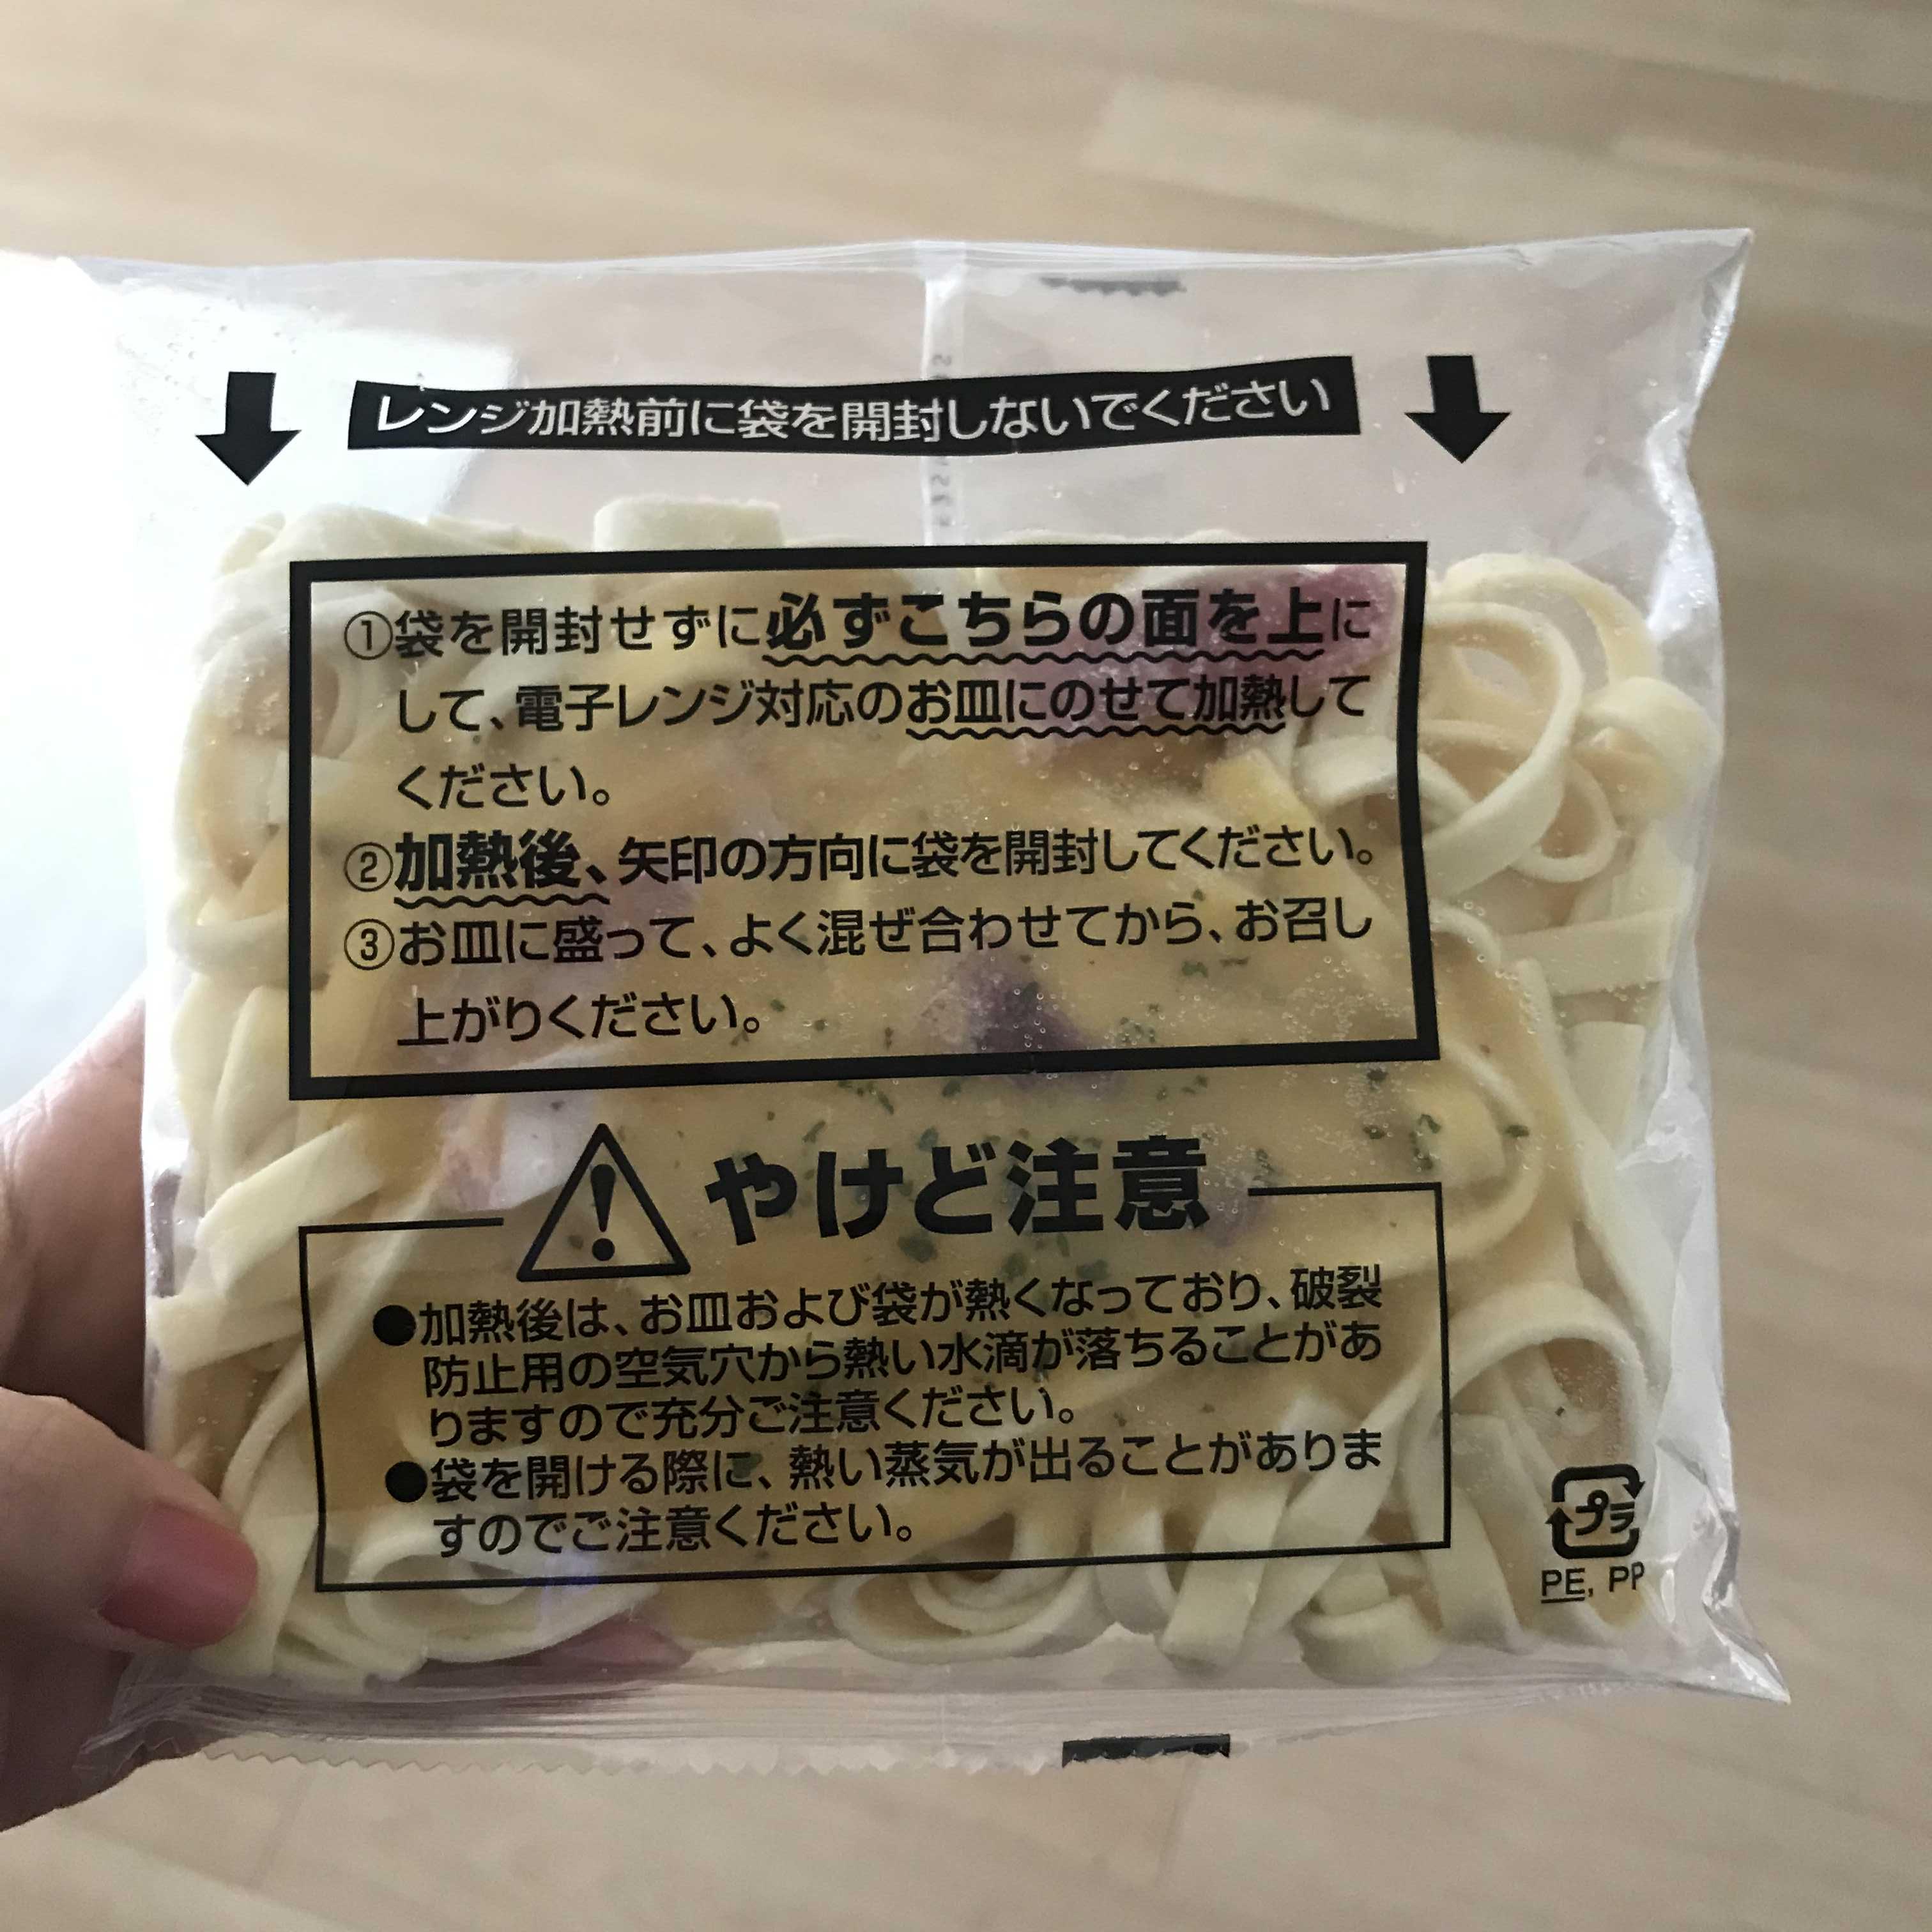 レンジ加熱前に袋を開封しないでください
①袋を開封せずに必ずこちらの面を上に
して、電子レンジ対応のお皿にのせて加熱して
ください。
②加熱後、矢印の方向に袋を開封してください。
③お皿に盛って、よく混ぜ合わせてから、お召し
上がりください。
やけど注意
●加熱後は、お皿および袋が熱くなっており、破裂
防止用の空気穴から熱い水滴が落ちることがあ
りますので充分ご注意ください。
●袋を開ける際に、熱い蒸気が出ることがありま
すのでご注意ください。
プラ
PE, PP